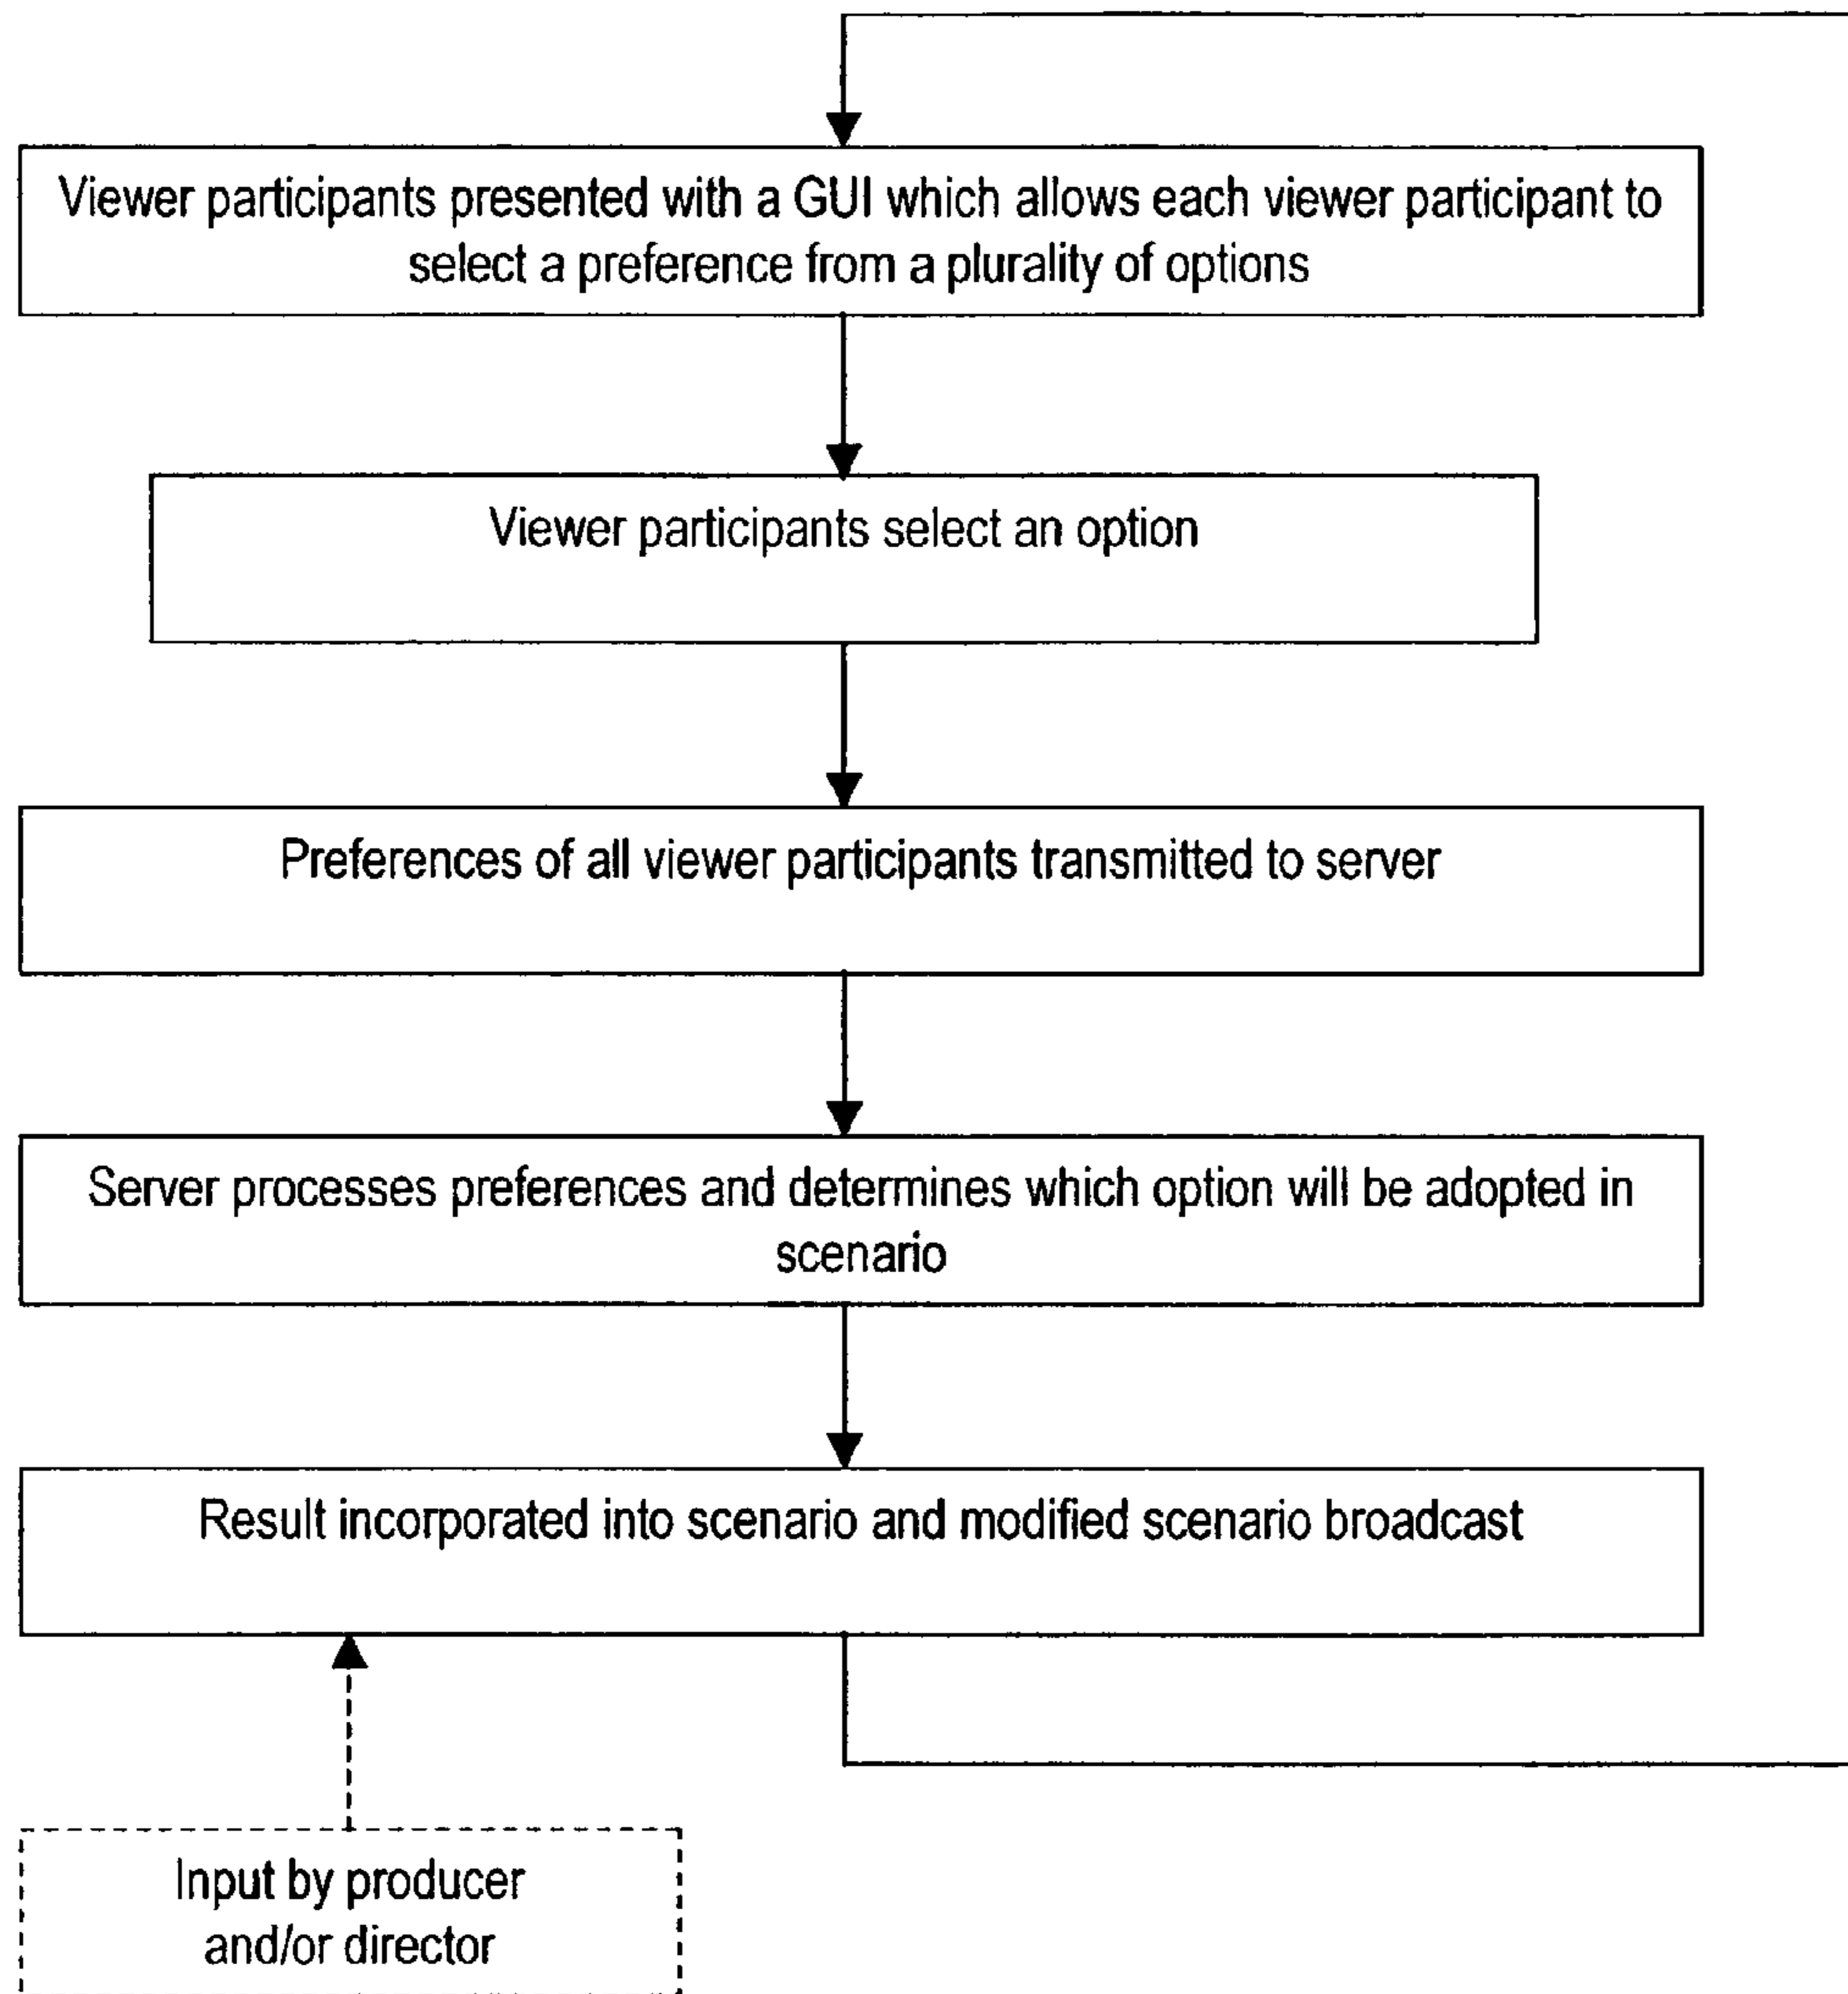 Viewer participants presented with a GUI which allows each viewer participant to
select a preference from a plurality of options
Viewer participants select an option
Preferences of all viewer participants transmitted to server
Server processes preferences and determines which option will be adopted in
scenario
Result incorporated into scenario and modified scenario broadcast
Input by producer
and/or director